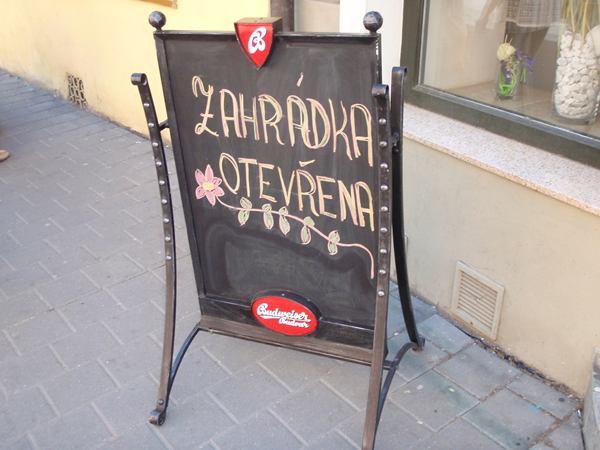 B
ZAHRÁDKA
OTEVŘENA
Budweiser
Budvar